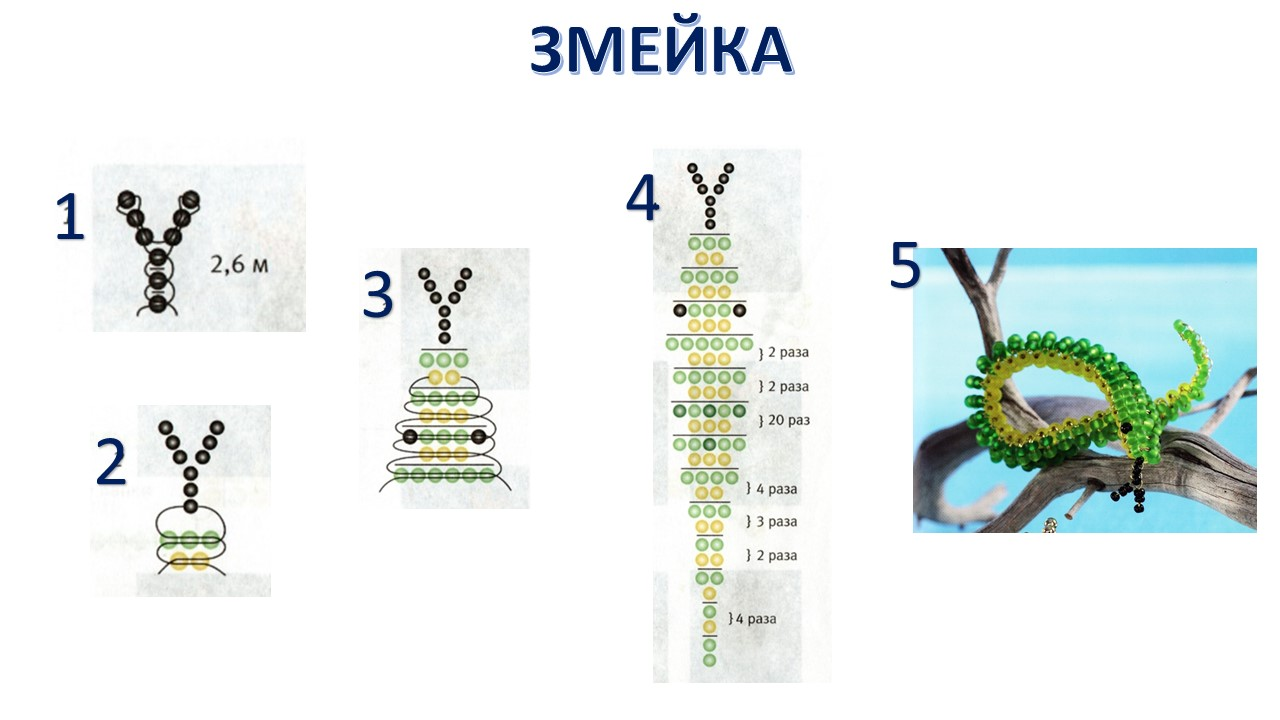 ЗМЕЙКА
1
2,6 м
2
3
4
} 2 раза
} 2 раза
} 20 раз
} 4 раза
} 3 раза
} 2 раза
} 4 раза
5